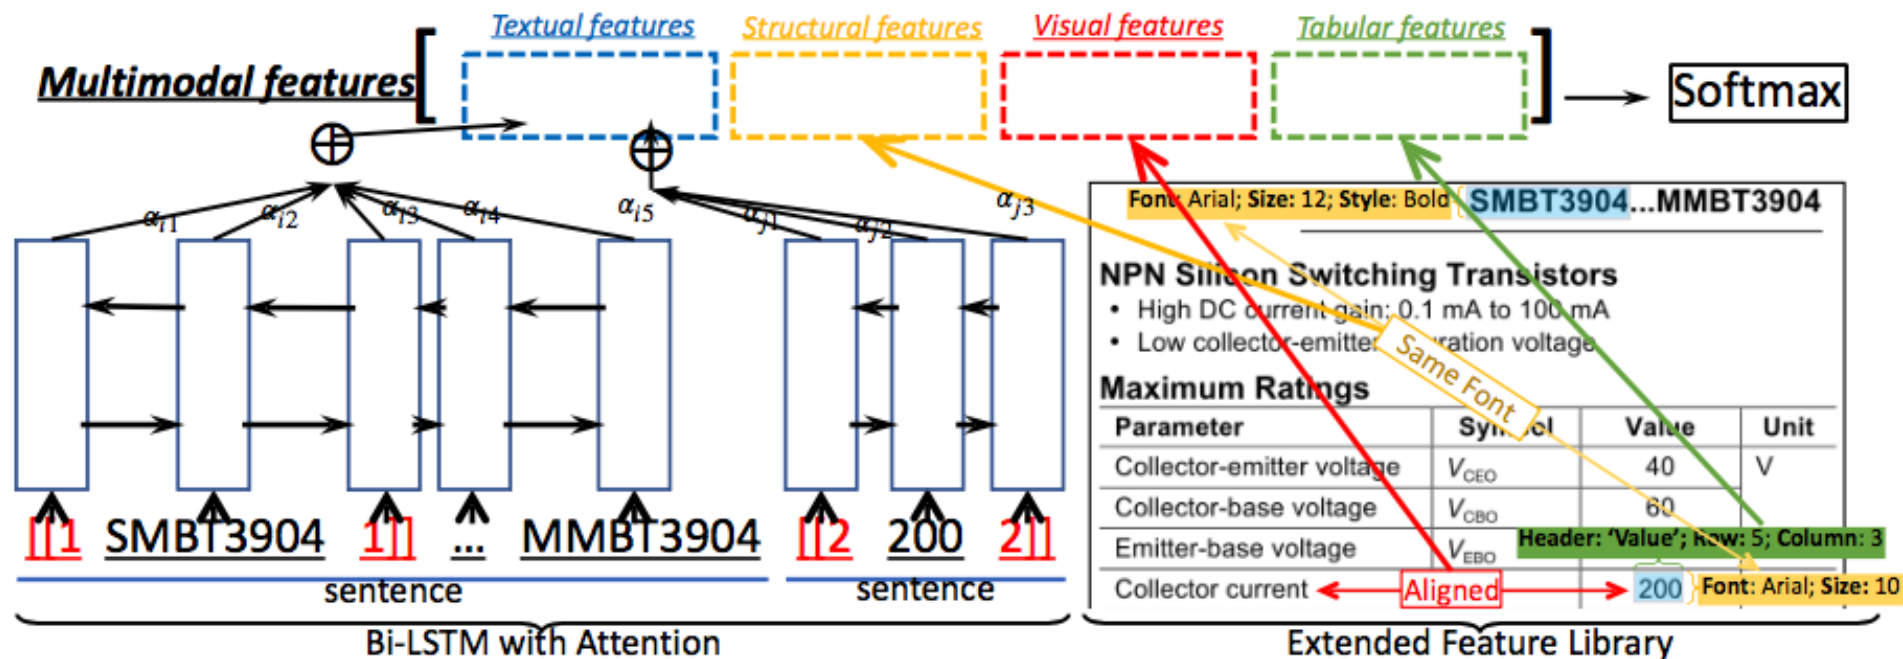 Textual features Structural features Visual features Tabular features
Multimodal features [ ] Softmax
αi1 αi2 αi3 αi4 αi5 αj1 αj2 αj3
[[1 SMBT3904 1]] ... MMBT3904 [[2 200 2]]
sentence sentence
Bi-LSTM with Attention
Font: Arial; Size: 12; Style: Bold SMBT3904...MMBT3904
NPN Silicon Switching Transistors
• High DC current gain: 0.1 mA to 100 mA
• Low collector-emitter voltage
Same Font
Maximum Ratings
Parameter Symbol Value Unit
Collector-emitter voltage VCEO 40 V
Collector-base voltage VCBO 60
Header: 'Value'; Row: 5; Column: 3
Emitter-base voltage VEBO
Collector current Aligned 200 Font: Arial; Size: 10
Extended Feature Library